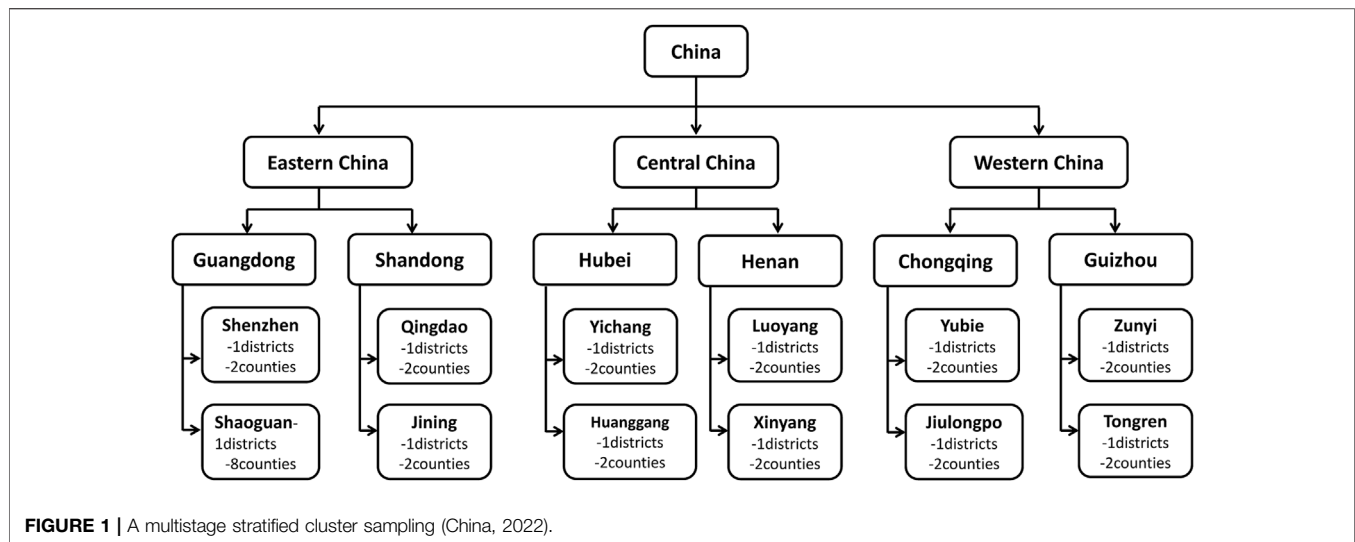 China
Eastern China
Central China
Western China
Guangdong
Shandong
Hubei
Henan
Chongqing
Guizhou
Shenzhen
-1districts
-2counties
Qingdao
-1districts
-2counties
Yichang
-1districts
-2counties
Luoyang
-1districts
-2counties
Yubie
-1districts
-2counties
Zunyi
-1districts
-2counties
Shaoguan-
1districts
-8counties
Jining
-1districts
-2counties
Huanggang
-1districts
-2counties
Xinyang
-1districts
-2counties
Jiulongpo
-1districts
-2counties
Tongren
-1districts
-2counties
FIGURE 1 | A multistage stratified cluster sampling (China, 2022).